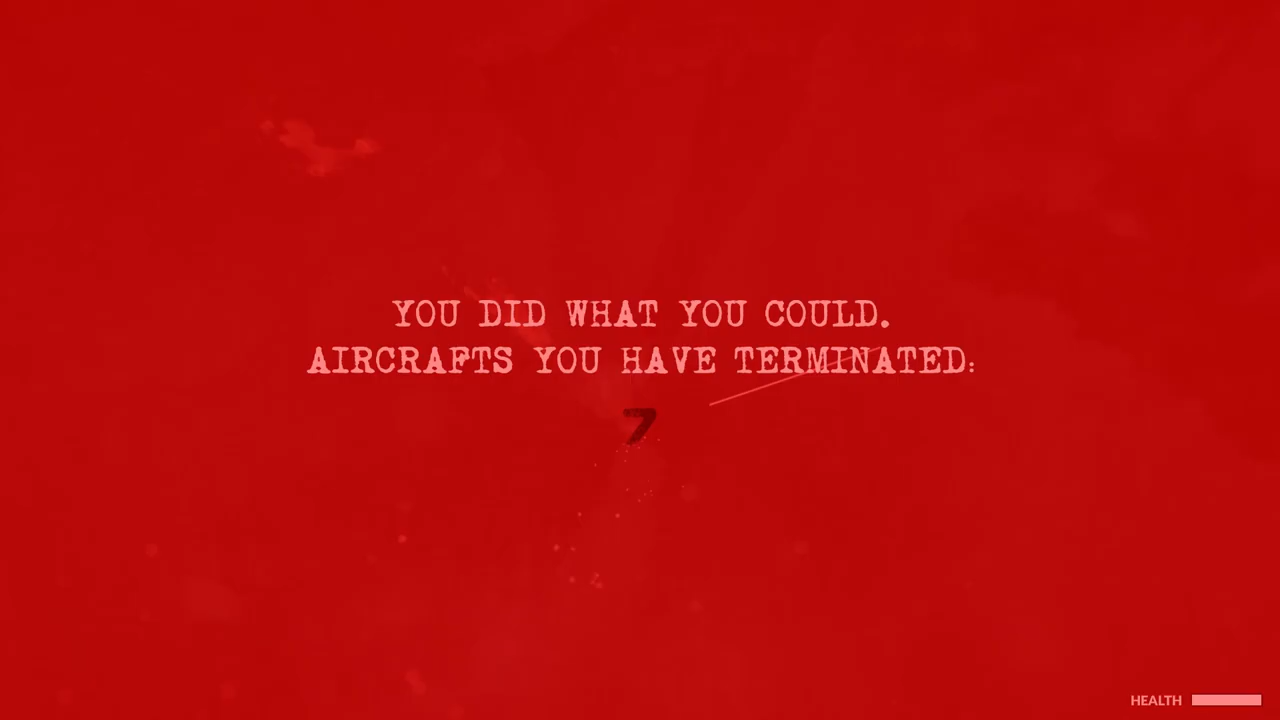 YOU DID WHAT YOU COULD.
AIRCRAFTS YOU HAVE TERMINATED:
7
HEALTH